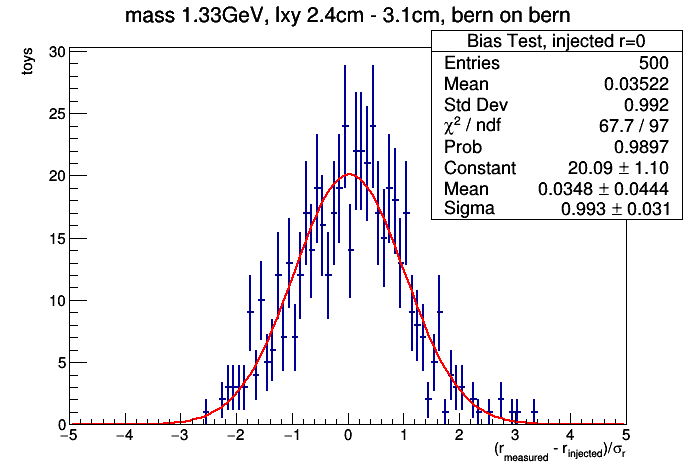 mass 1.33GeV, lxy 2.4cm - 3.1cm, bern on bern
Bias Test, injected r=0
Entries 500
Mean 0.03522
Std Dev 0.992
χ² / ndf 67.7 / 97
Prob 0.9897
Constant 20.09 ± 1.10
Mean 0.0348 ± 0.0444
Sigma 0.993 ± 0.031
toys
30
25
20
15
10
5
0
−5 −4 −3 −2 −1 0 1 2 3 4 5
(r_measured - r_injected)/σ_r